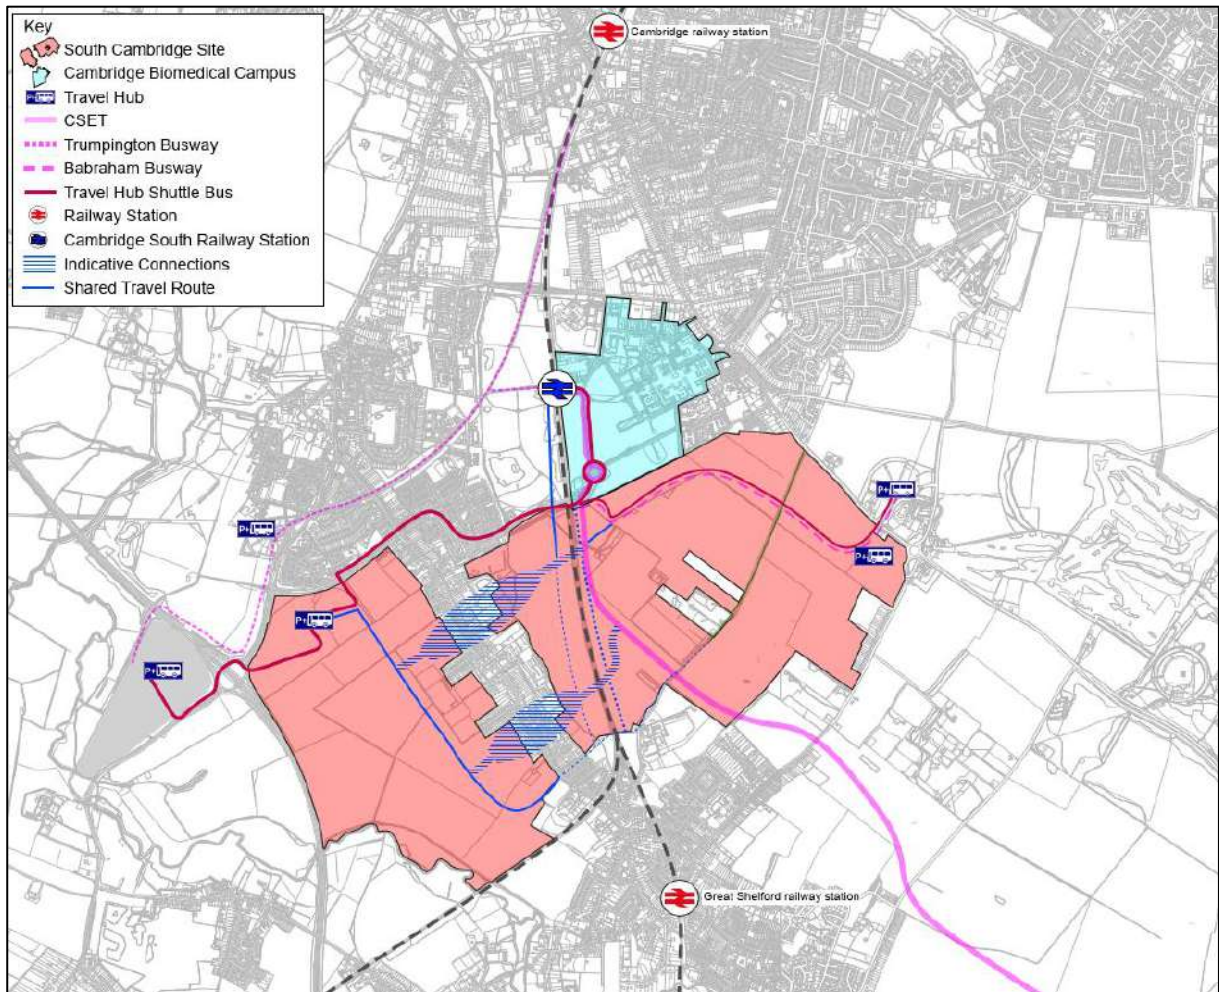 Key
South Cambridge Site
Cambridge Biomedical Campus
Travel Hub
CSET
Trumpington Busway
Babraham Busway
Travel Hub Shuttle Bus
Railway Station
Cambridge South Railway Station
Indicative Connections
Shared Travel Route
Cambridge railway station
P+
P+
P+
P+
P+
P+
Great Shelford railway station